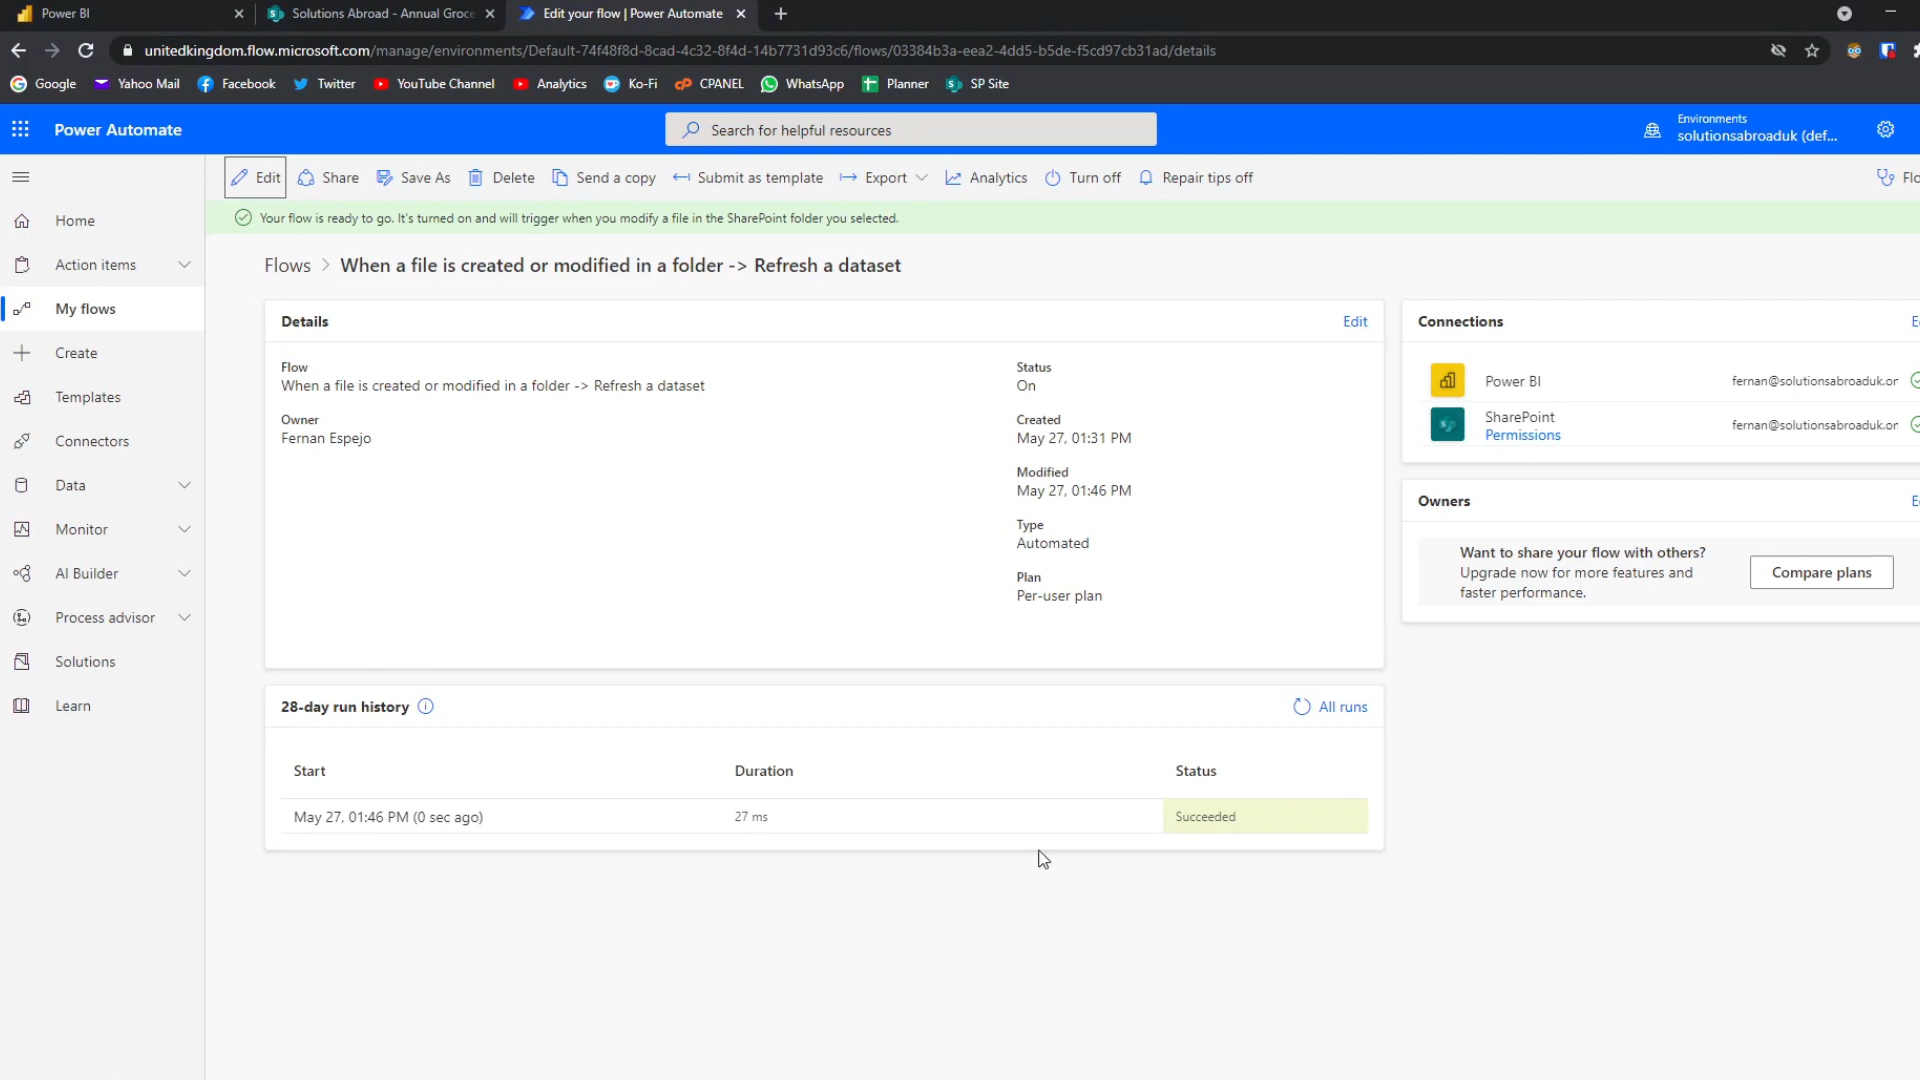 Power BI
Solutions Abroad - Annual Groce
Edit your flow | Power Automate
unitedkingdom.flow.microsoft.com/manage/environments/Default-74f48f8d-8cad-4c32-8f4d-14b7731d93c6/flows/03384b3a-eea2-4dd5-b5de-f5cd97cb31ad/details
Google
Yahoo Mail
Facebook
Twitter
YouTube Channel
Analytics
Ko-Fi
CPANEL
WhatsApp
Planner
SP Site
Power Automate
Search for helpful resources
Environments
solutionsabroaduk (def...
Edit
Share
Save As
Delete
Send a copy
Submit as template
Export
Analytics
Turn off
Repair tips off
Flo
Your flow is ready to go. It's turned on and will trigger when you modify a file in the SharePoint folder you selected.
Home
Action items
My flows
Create
Templates
Connectors
Data
Monitor
AI Builder
Process advisor
Solutions
Learn
Flows > When a file is created or modified in a folder -> Refresh a dataset
Details
Edit
Flow
When a file is created or modified in a folder -> Refresh a dataset
Owner
Fernan Espejo
Status
On
Created
May 27, 01:31 PM
Modified
May 27, 01:46 PM
Type
Automated
Plan
Per-user plan
28-day run history
All runs
Start
Duration
Status
May 27, 01:46 PM (0 sec ago)
27 ms
Succeeded
Connections
Power BI
fernan@solutionsabroaduk.or
SharePoint
Permissions
fernan@solutionsabroaduk.or
Owners
Want to share your flow with others?
Upgrade now for more features and
faster performance.
Compare plans